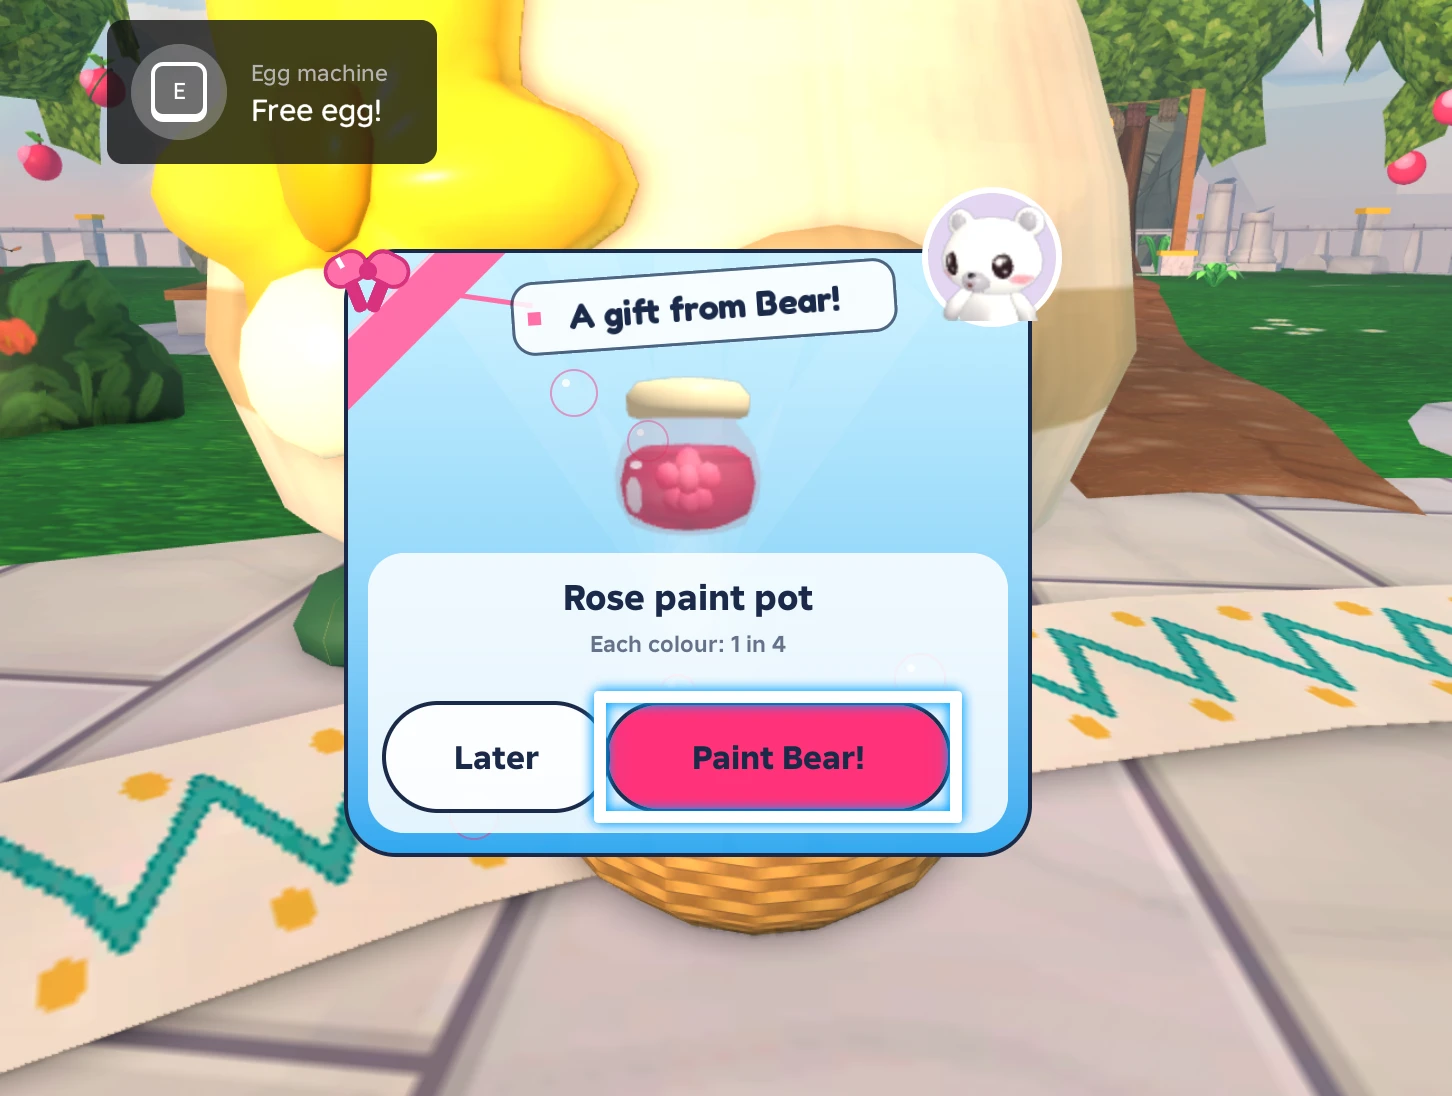 E
Egg machine
Free egg!
A gift from Bear!
Rose paint pot
Each colour: 1 in 4
Later
Paint Bear!